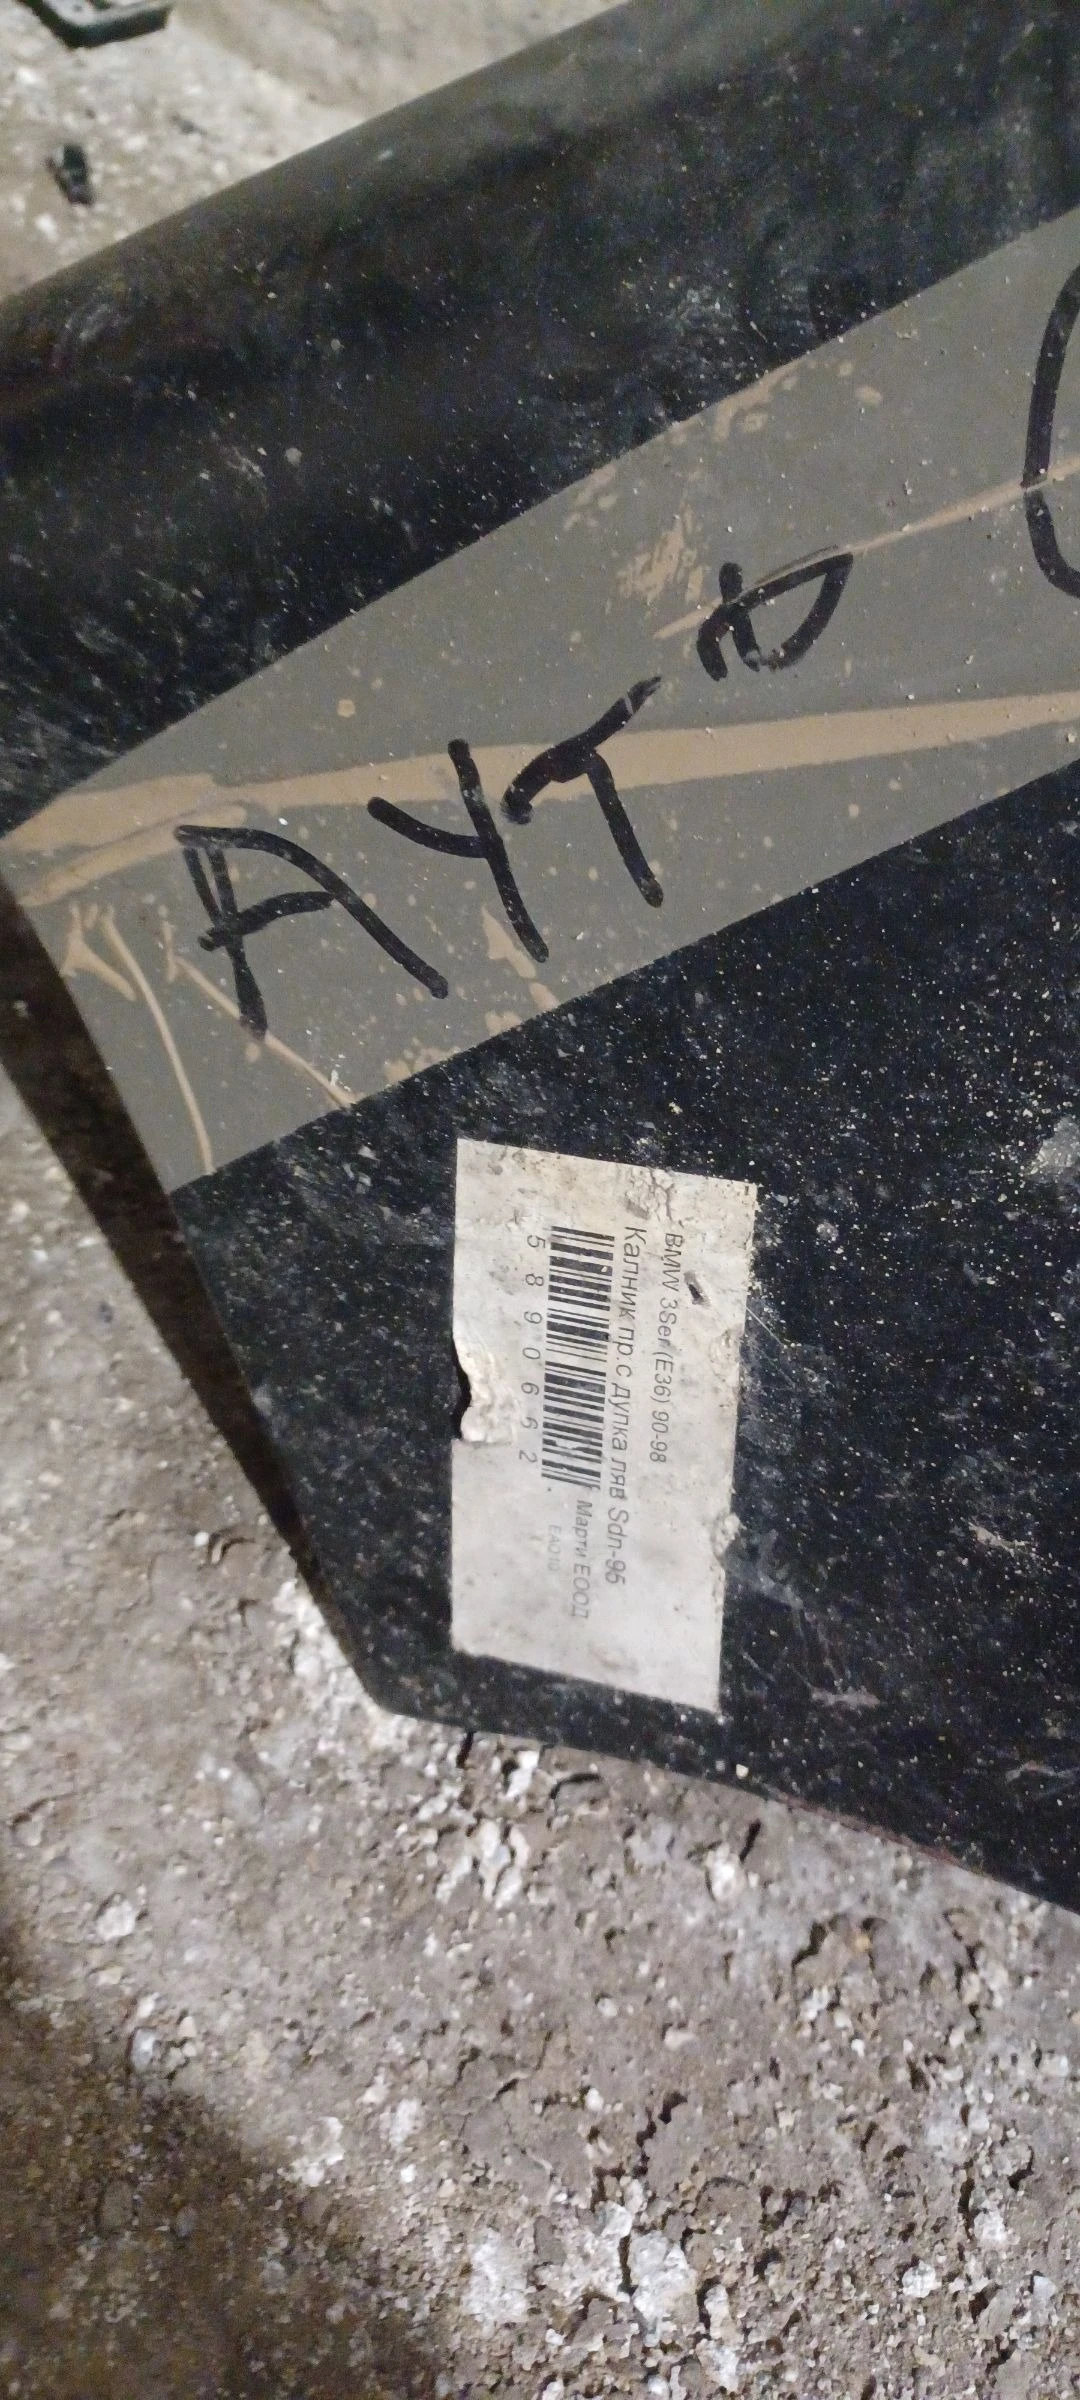 АУТ
BMW 3Ser (E36) 90-98
Калник пр.с дупка ляв Sdn-96
5 8 9 0 6 6 2
Марти ЕООД